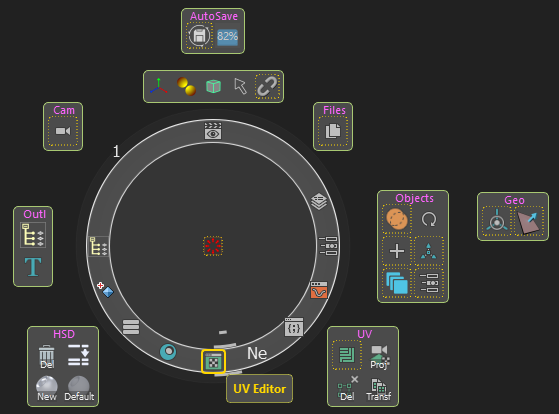 AutoSave
82%
Cam
Files
1
Outl
T
Objects
Geo
HSD
Del
New
Default
Ne
UV Editor
UV
Proj
Del
Transf